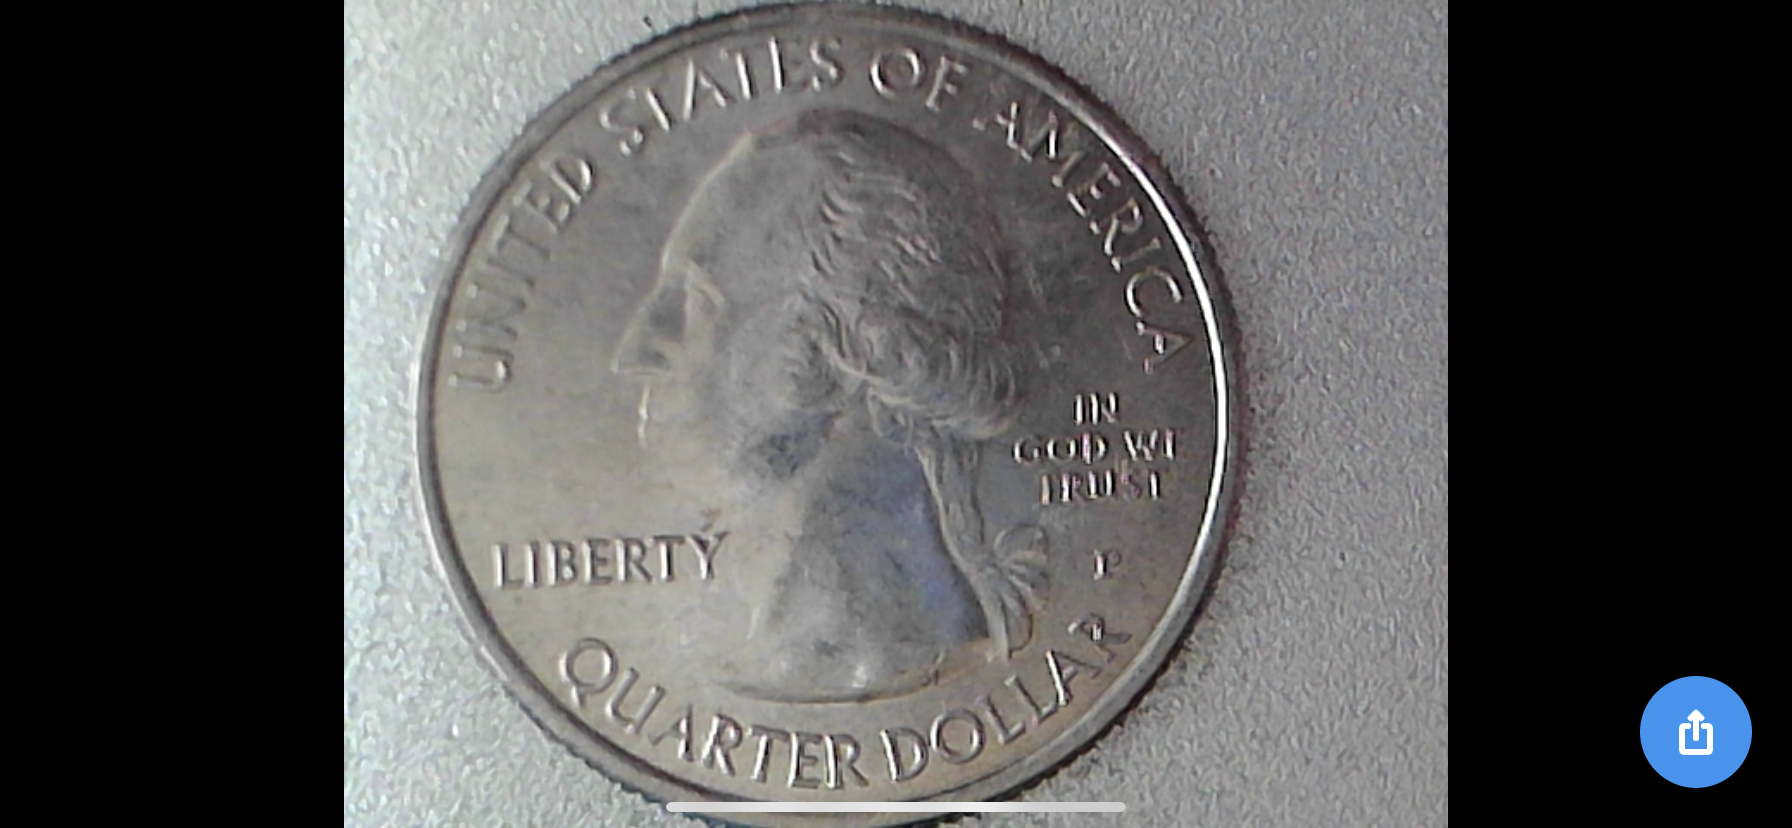 UNITED STATES OF AMERICA
IN
GOD WE
TRUST
LIBERTY
P
QUARTER DOLLAR